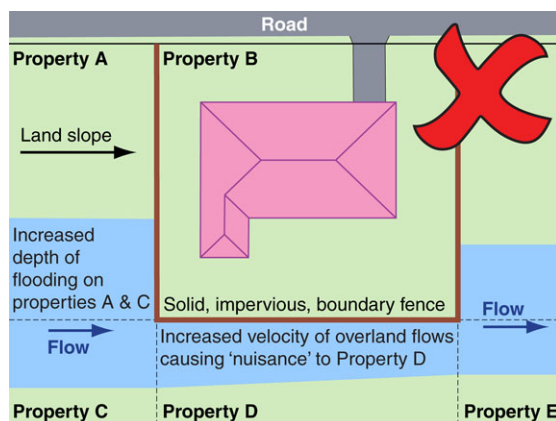 Road
Property A
Property B
Land slope
Increased
depth of
flooding on
properties A & C
Solid, impervious, boundary fence
Flow
Flow
Increased velocity of overland flows
causing ‘nuisance’ to Property D
Property C
Property D
Property E